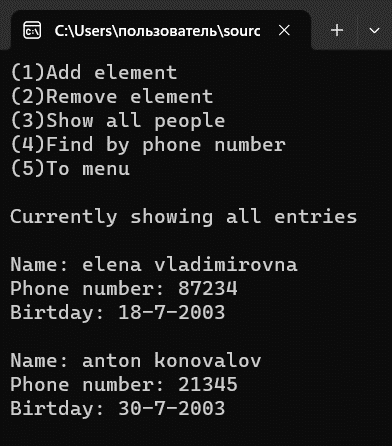 C:\Users\пользователь\sourc
(1)Add element
(2)Remove element
(3)Show all people
(4)Find by phone number
(5)To menu
Currently showing all entries
Name: elena vladimirovna
Phone number: 87234
Birtday: 18-7-2003
Name: anton konovalov
Phone number: 21345
Birtday: 30-7-2003